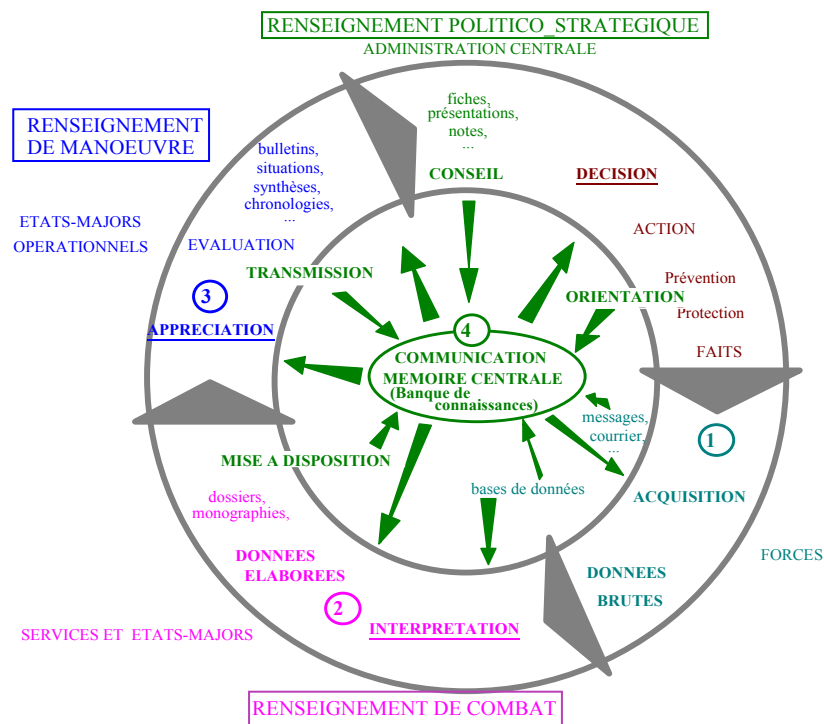 RENSEIGNEMENT POLITICO_STRATEGIQUE
ADMINISTRATION CENTRALE
fiches,
présentations,
notes,
...
CONSEIL
RENSEIGNEMENT
DE MANOEUVRE
bulletins,
situations,
synthèses,
chronologies,
...
ETATS-MAJORS
OPERATIONNELS
EVALUATION
TRANSMISSION
3
APPRECIATION
DECISION
ACTION
Prévention
ORIENTATION
Protection
FAITS
4
COMMUNICATION
MEMOIRE CENTRALE
(Banque de
connaissances)
messages,
courrier,
...
1
ACQUISITION
MISE A DISPOSITION
bases de données
dossiers,
monographies,
DONNEES
ELABOREES
2
INTERPRETATION
DONNEES
BRUTES
FORCES
SERVICES ET ETATS-MAJORS
RENSEIGNEMENT DE COMBAT